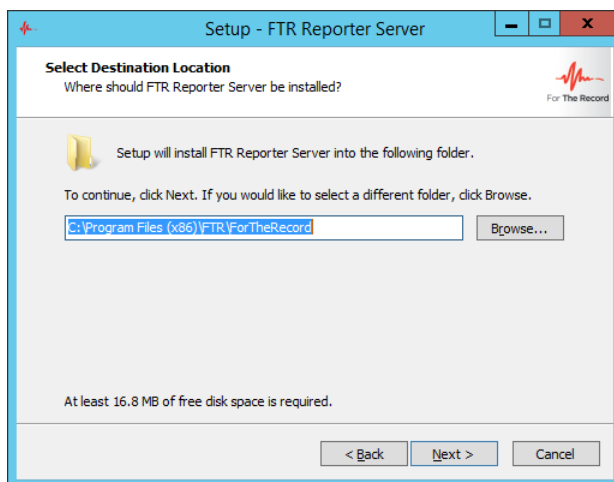 Setup - FTR Reporter Server
Select Destination Location
Where should FTR Reporter Server be installed?
For The Record
Setup will install FTR Reporter Server into the following folder.
To continue, click Next. If you would like to select a different folder, click Browse.
C:\Program Files (x86)\FTR\ForTheRecord
Browse...
At least 16.8 MB of free disk space is required.
< Back
Next >
Cancel